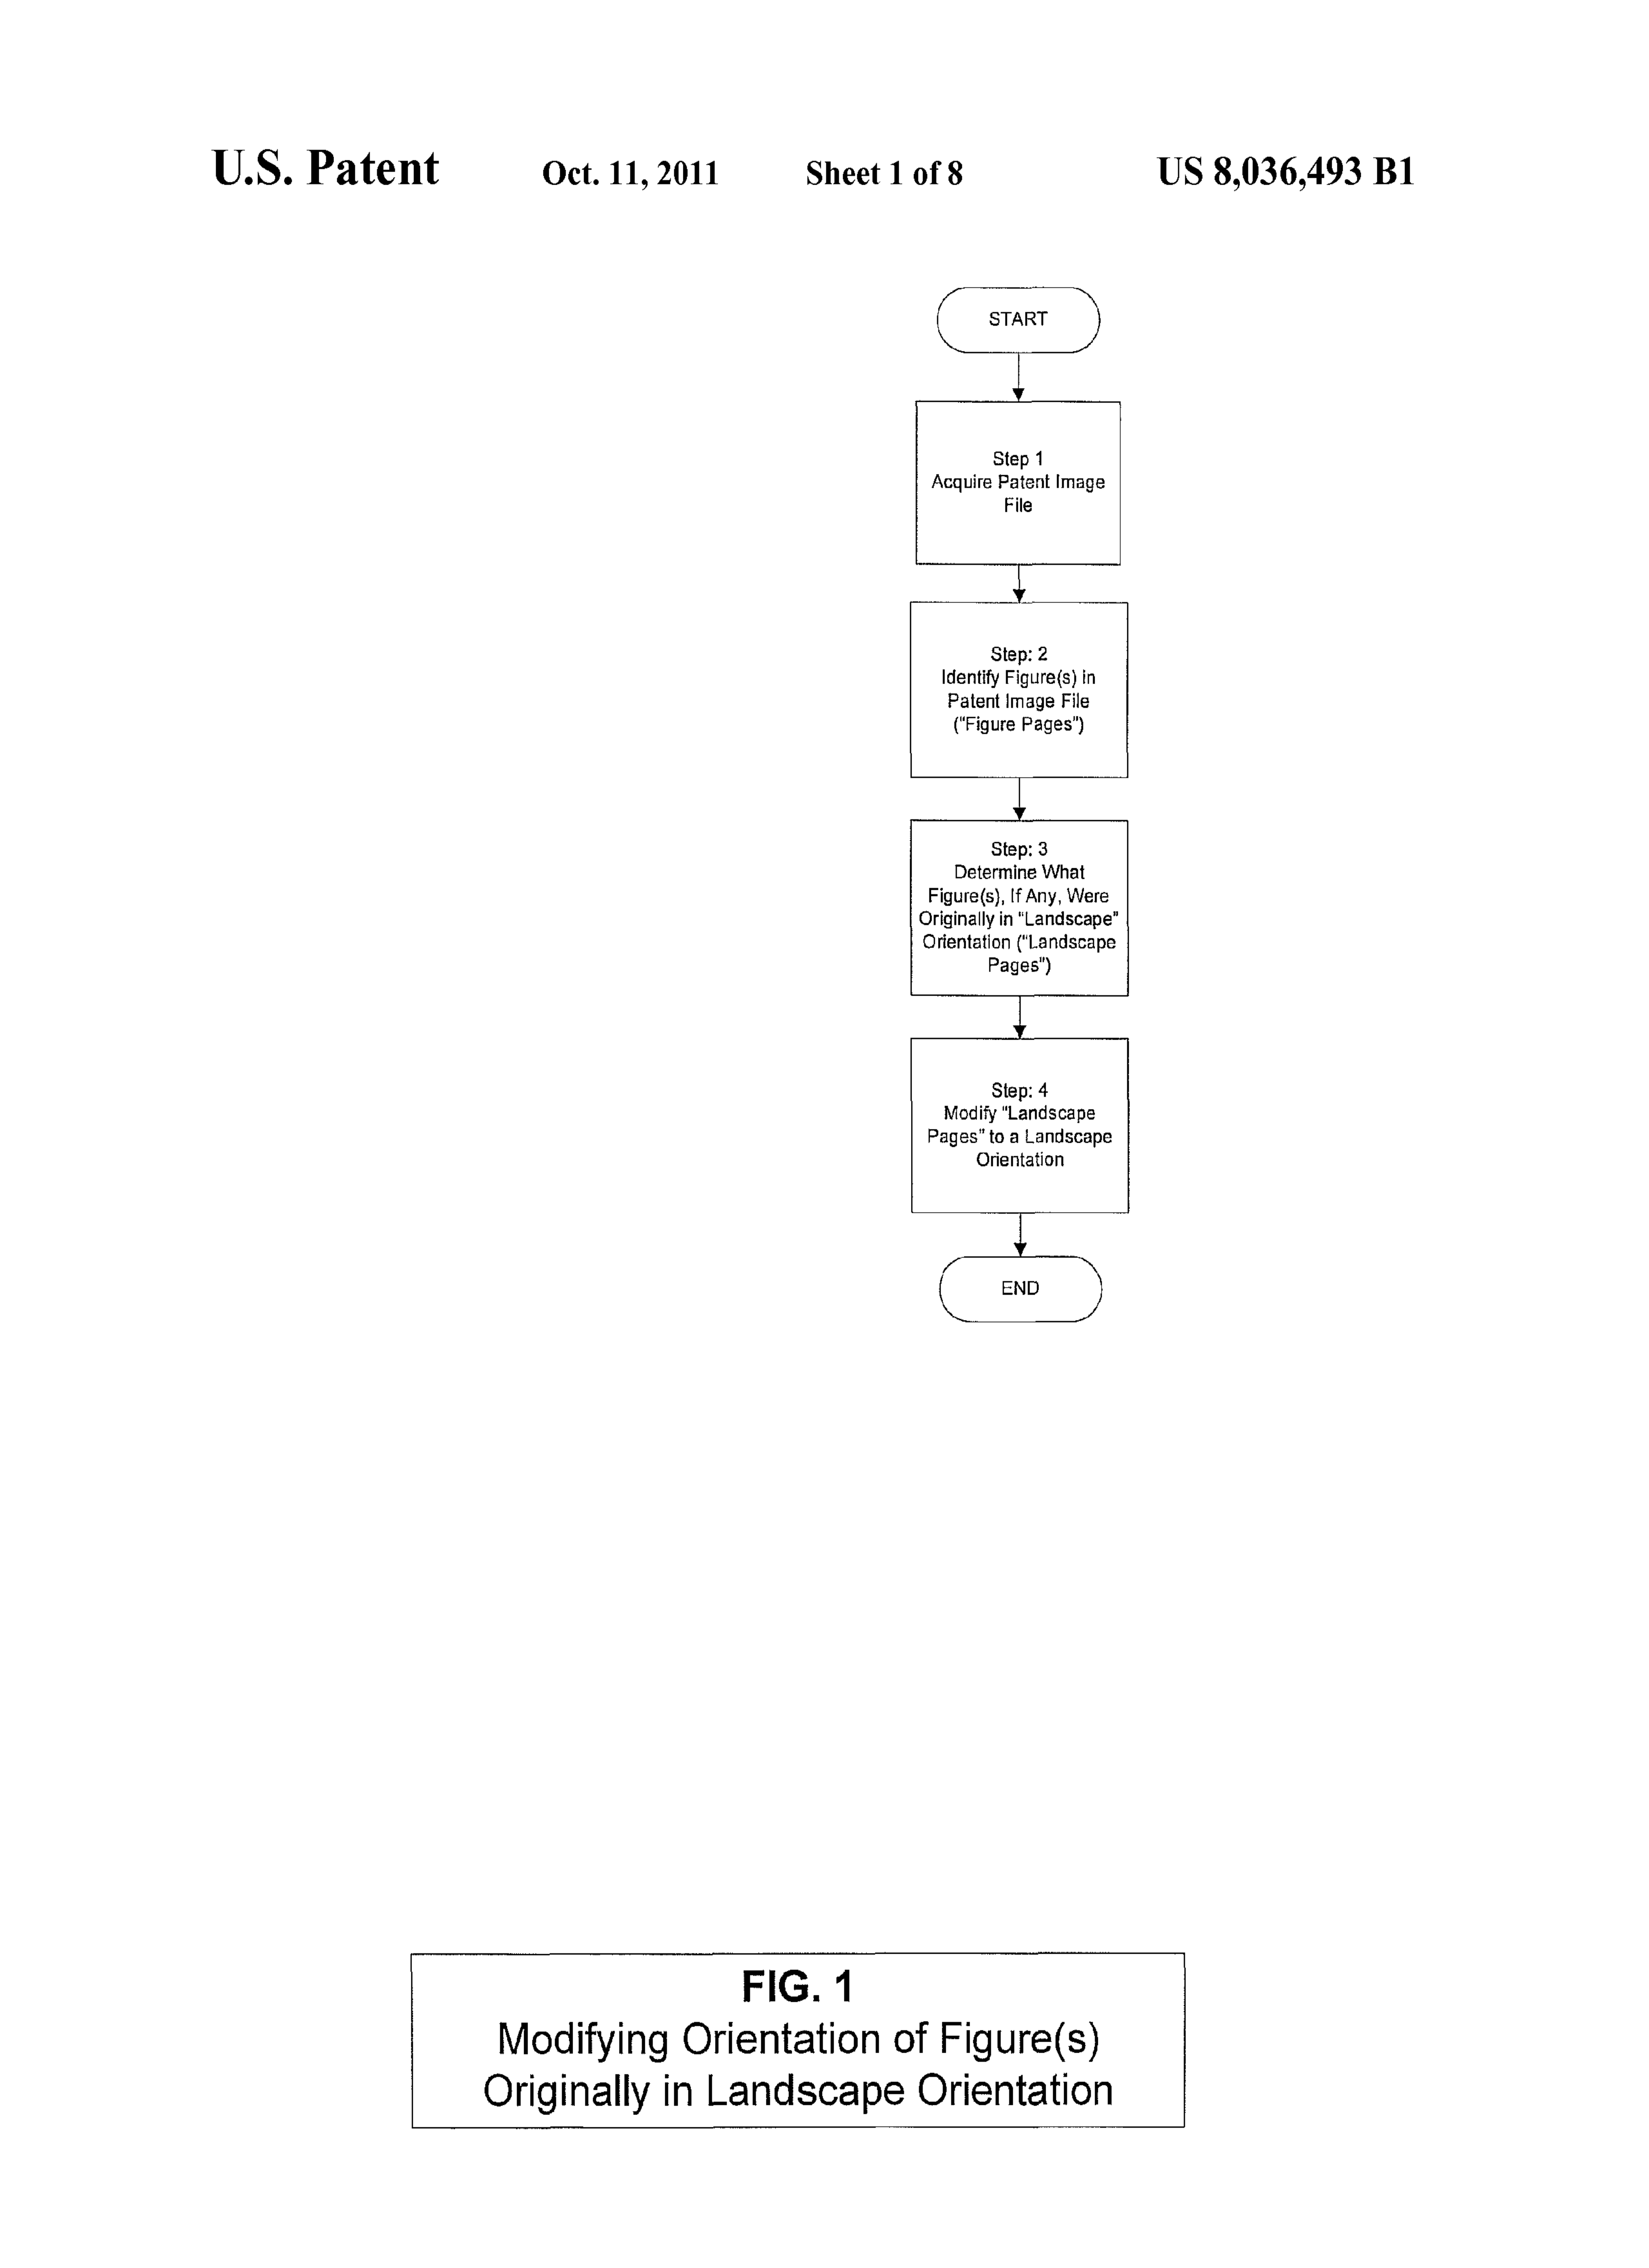 U.S. Patent Oct. 11, 2011 Sheet 1 of 8 US 8,036,493 B1
START
Step 1
Acquire Patent Image
File
Step: 2
Identify Figure(s) in
Patent Image File
("Figure Pages")
Step: 3
Determine What
Figure(s), If Any, Were
Originally in "Landscape"
Orientation ("Landscape
Pages")
Step: 4
Modify "Landscape
Pages" to a Landscape
Orientation
END
FIG. 1
Modifying Orientation of Figure(s)
Originally in Landscape Orientation